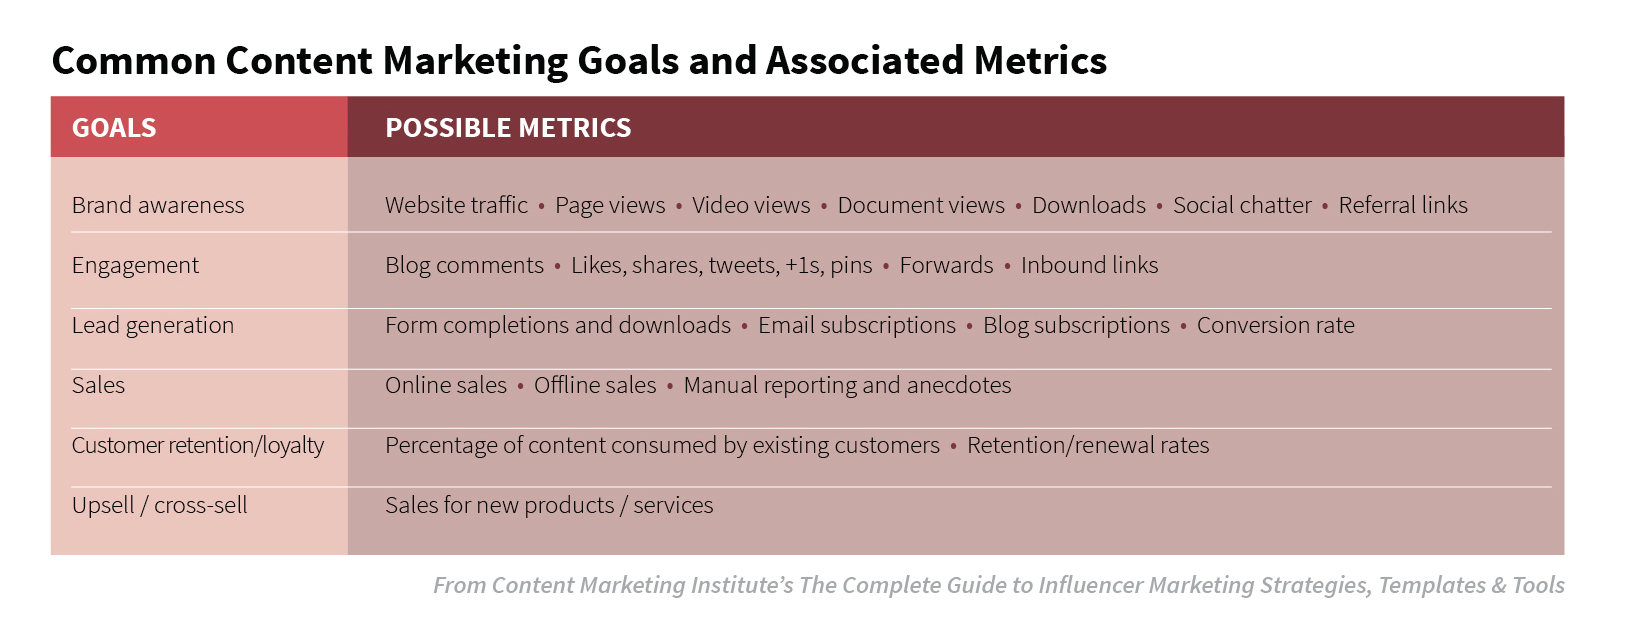 Common Content Marketing Goals and Associated Metrics
GOALS POSSIBLE METRICS
Brand awareness Website traffic • Page views • Video views • Document views • Downloads • Social chatter • Referral links
Engagement Blog comments • Likes, shares, tweets, +1s, pins • Forwards • Inbound links
Lead generation Form completions and downloads • Email subscriptions • Blog subscriptions • Conversion rate
Sales Online sales • Offline sales • Manual reporting and anecdotes
Customer retention/loyalty Percentage of content consumed by existing customers • Retention/renewal rates
Upsell / cross-sell Sales for new products / services
From Content Marketing Institute’s The Complete Guide to Influencer Marketing Strategies, Templates & Tools